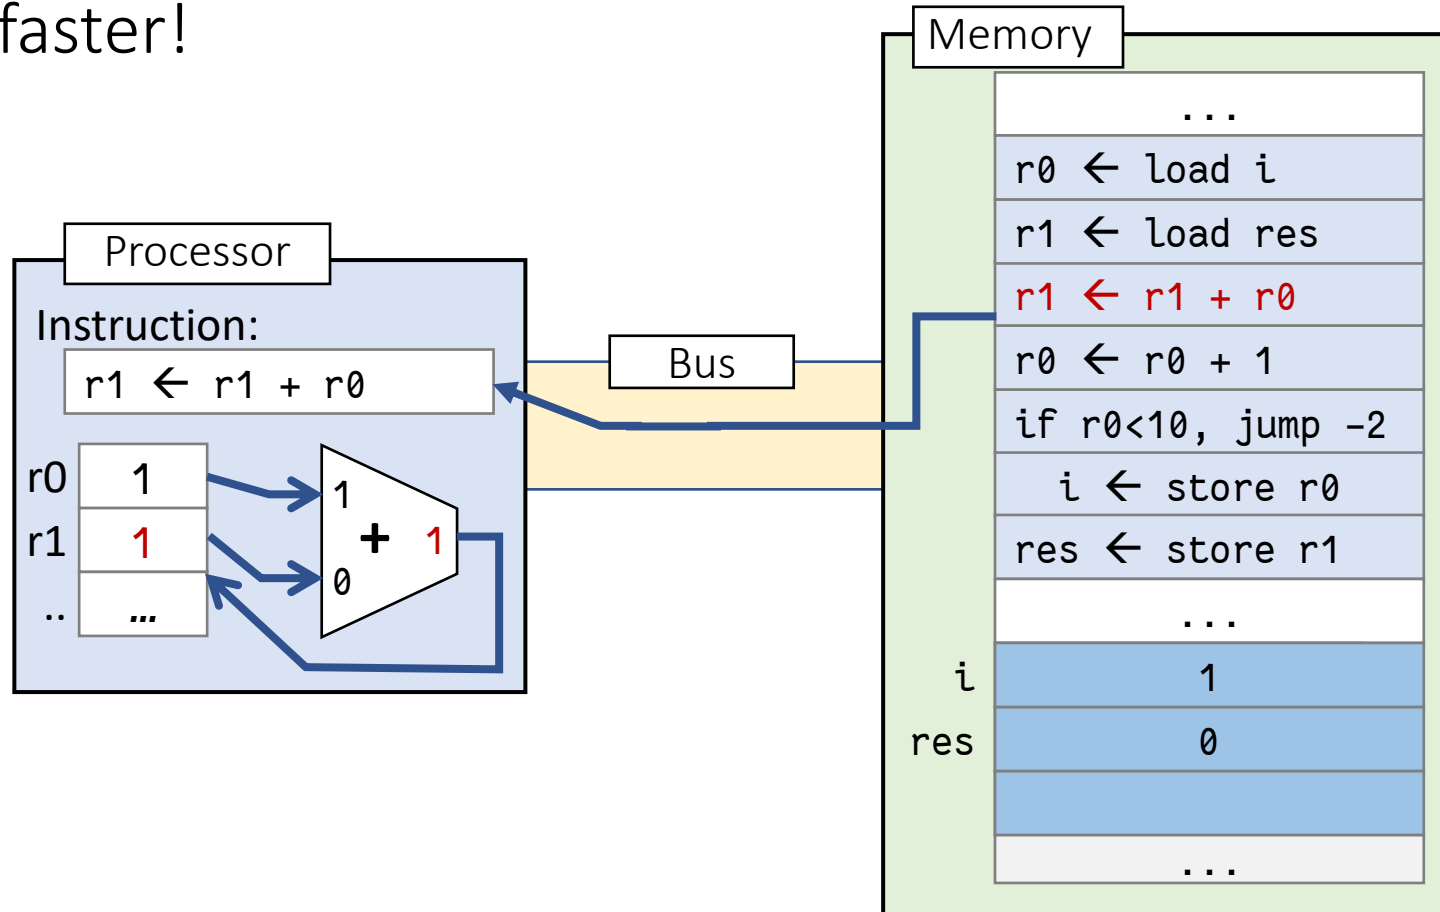 faster!
Processor
Instruction:
r1 ← r1 + r0
r0 1
r1 1
.. ...
1
+ 1
0
Bus
Memory
...
r0 ← load i
r1 ← load res
r1 ← r1 + r0
r0 ← r0 + 1
if r0<10, jump -2
i ← store r0
res ← store r1
...
i 1
res 0
...